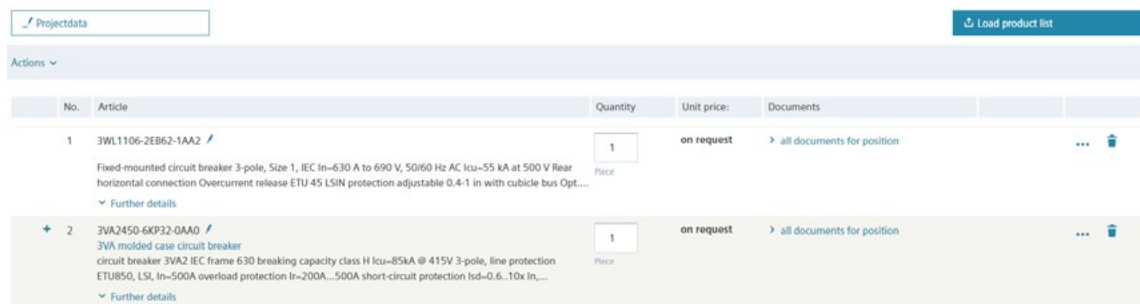 Projectdata
Load product list
Actions
No. Article Quantity Unit price: Documents
1 3WL1106-2EB62-1AA2 1 on request > all documents for position ...
Piece
Fixed-mounted circuit breaker 3-pole, Size 1, IEC In=630 A to 690 V, 50/60 Hz AC Icu=55 kA at 500 V Rear
horizontal connection Overcurrent release ETU 45 LSIN protection adjustable 0.4-1 in with cubicle bus Opt....
Further details
+ 2 3VA2450-6KP32-0AA0 1 on request > all documents for position ...
3VA molded case circuit breaker
Piece
circuit breaker 3VA2 IEC frame 630 breaking capacity class H Icu=85kA @ 415V 3-pole, line protection
ETU850, LSI, In=500A overload protection Ir=200A...500A short-circuit protection Isd=0.6..10x In,...
Further details